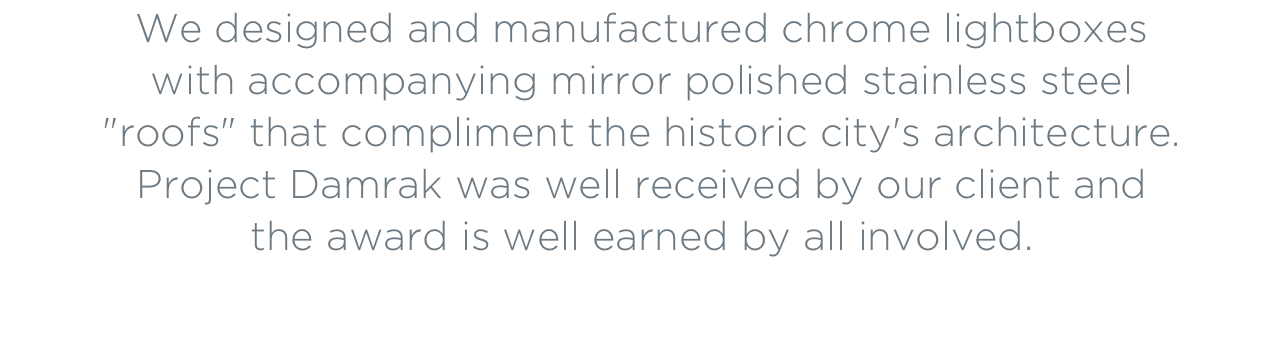 We designed and manufactured chrome lightboxes
with accompanying mirror polished stainless steel
"roofs" that compliment the historic city's architecture.
Project Damrak was well received by our client and
the award is well earned by all involved.